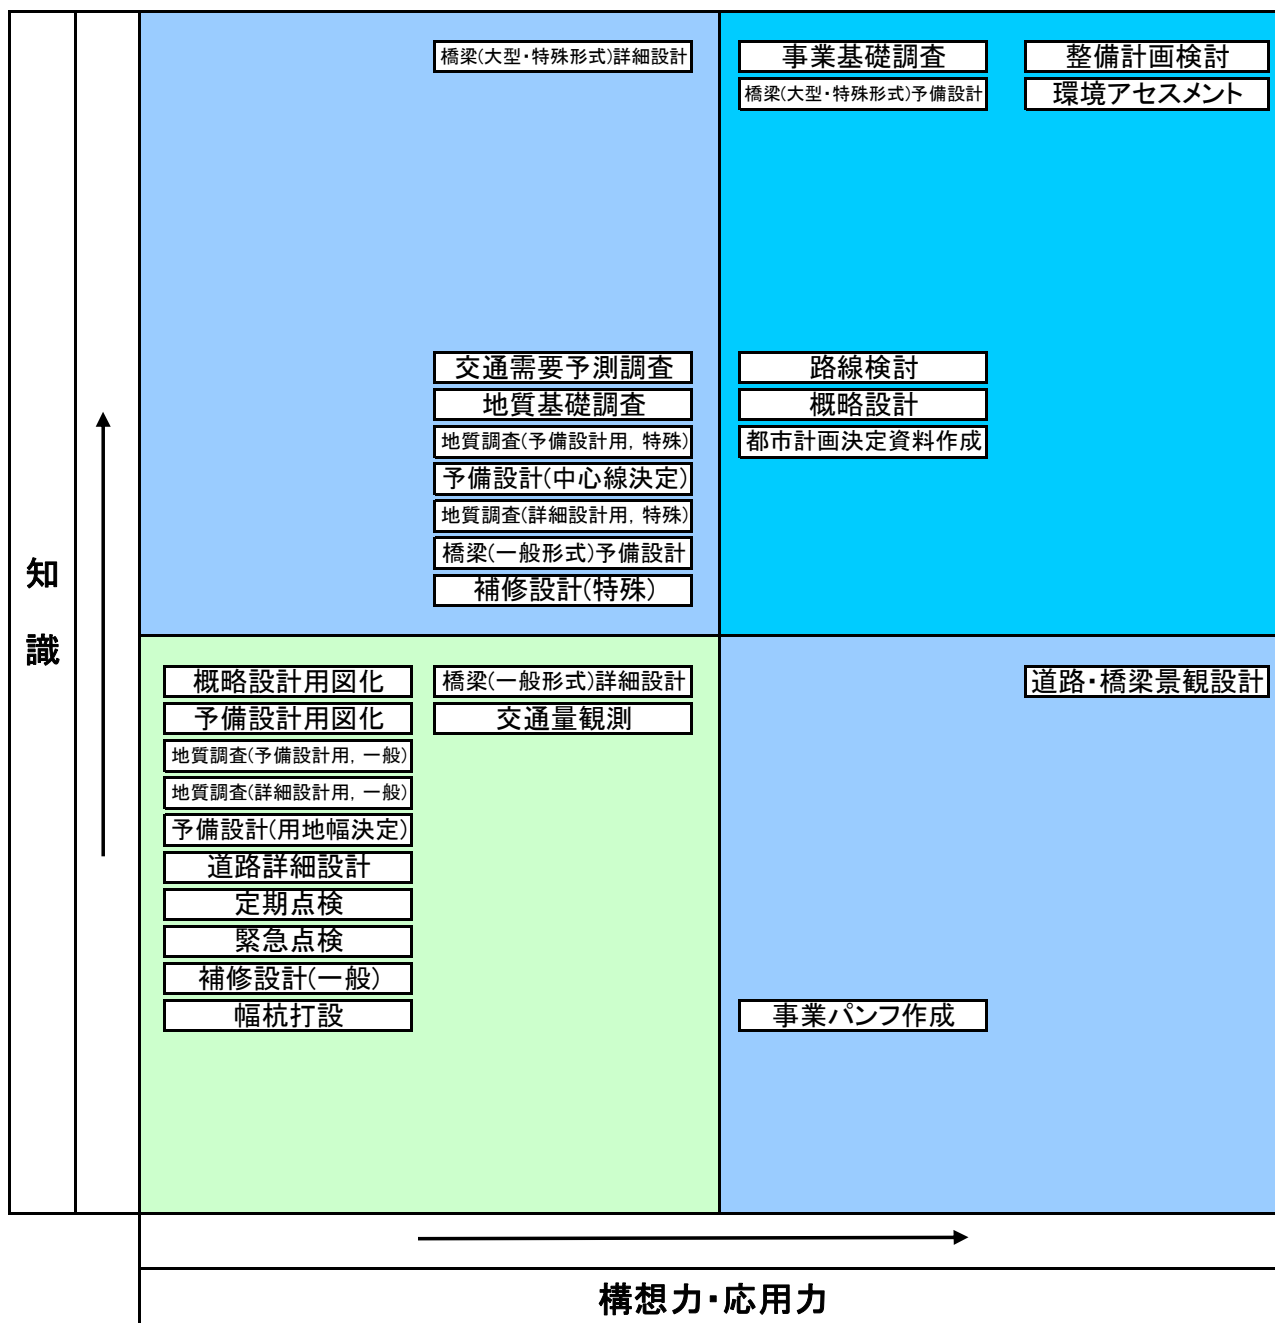 橋梁(大型・特殊形式)詳細設計
事業基礎調査
整備計画検討
橋梁(大型・特殊形式)予備設計
環境アセスメント
交通需要予測調査
路線検討
地質基礎調査
概略設計
地質調査(予備設計用, 特殊)
都市計画決定資料作成
予備設計(中心線決定)
地質調査(詳細設計用, 特殊)
橋梁(一般形式)予備設計
補修設計(特殊)
知
識
概略設計用図化
橋梁(一般形式)詳細設計
道路・橋梁景観設計
予備設計用図化
交通量観測
地質調査(予備設計用, 一般)
地質調査(詳細設計用, 一般)
予備設計(用地幅決定)
道路詳細設計
定期点検
緊急点検
補修設計(一般)
幅杭打設
事業パンフ作成
構想力・応用力